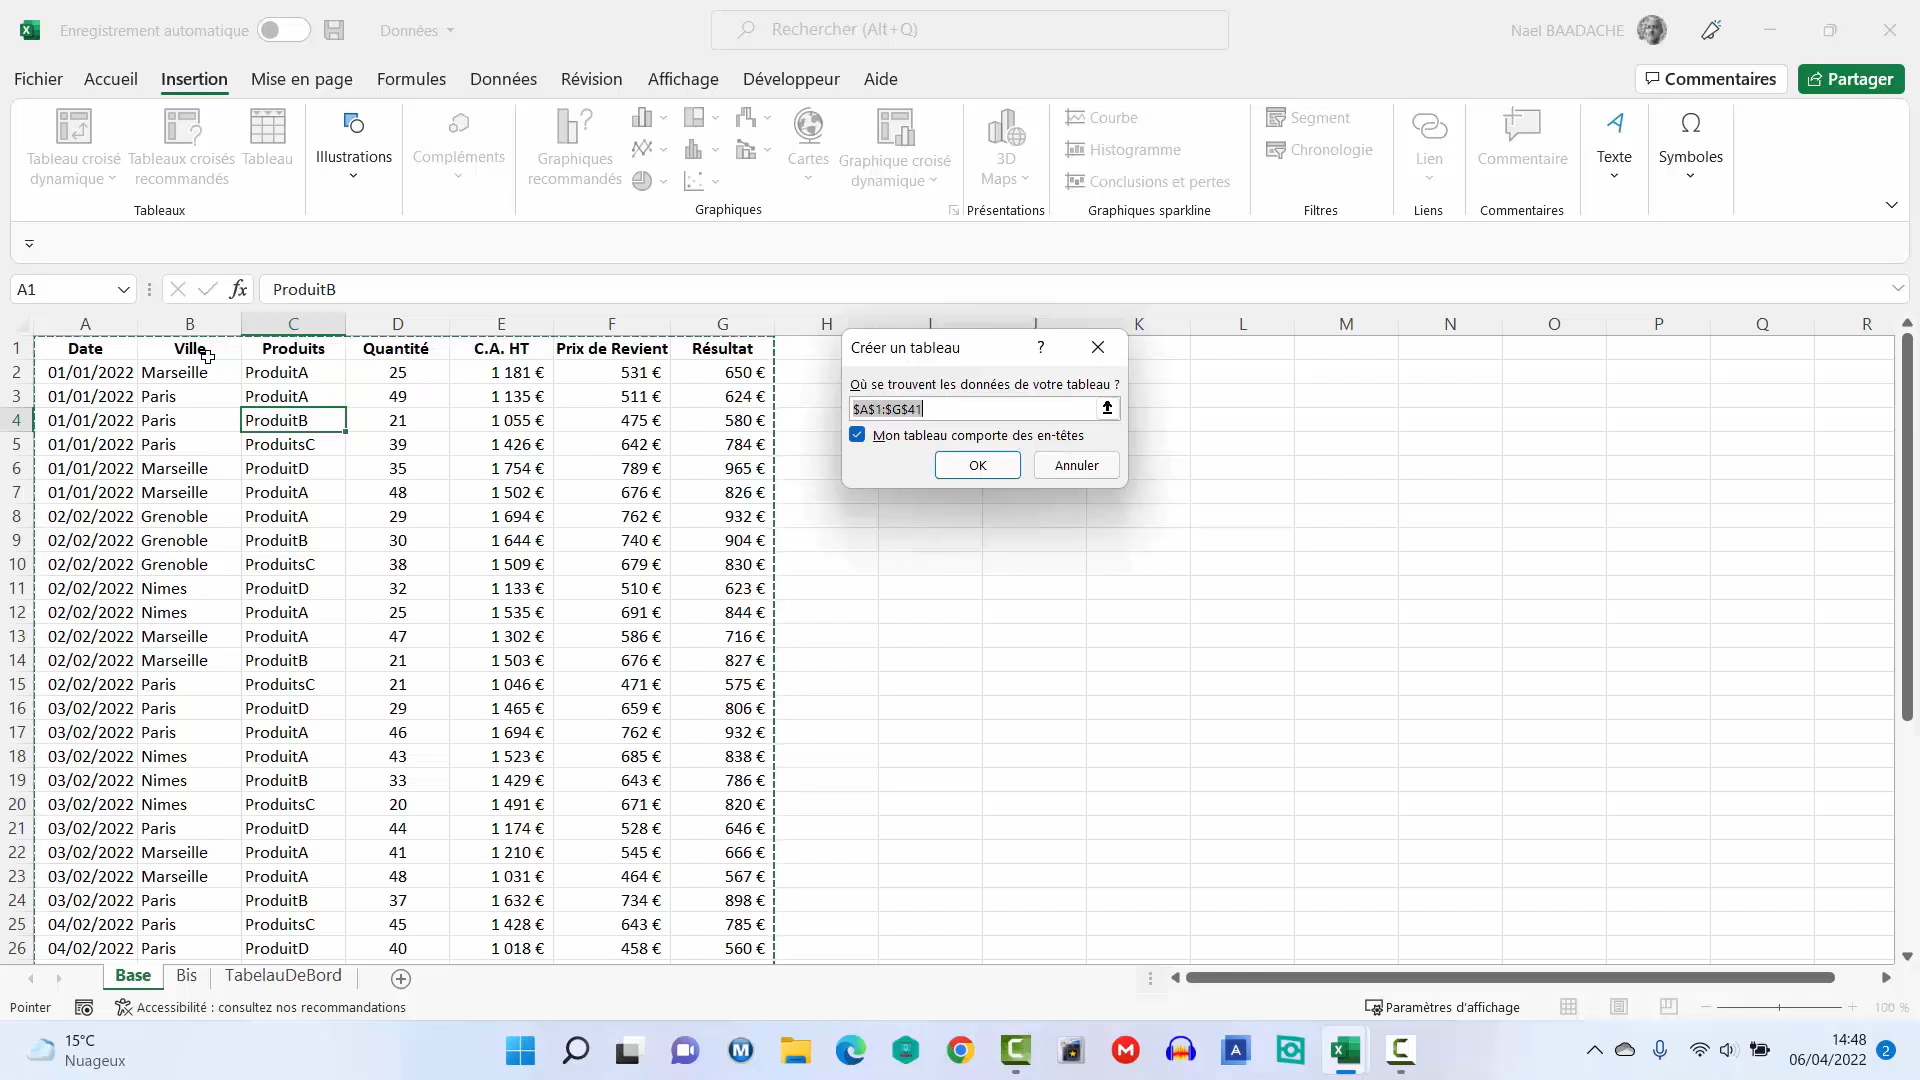 Enregistrement automatique
Données
Rechercher (Alt+Q)
Nael BAADACHE
Fichier Accueil Insertion Mise en page Formules Données Révision Affichage Développeur Aide
Commentaires Partager
Tableau croisé dynamique
Tableaux croisés recommandés
Tableau
Illustrations
Compléments
Graphiques recommandés
Cartes
Graphique croisé dynamique
3D Maps
Courbe
Histogramme
Conclusions et pertes
Segment
Chronologie
Lien
Commentaire
Texte
Symboles
Tableaux Graphiques Présentations Graphiques sparkline Filtres Liens Commentaires
A1 fx ProduitB
A B C D E F G H I J K L M N O P Q R
1 Date Ville Produits Quantité C.A. HT Prix de Revient Résultat
2 01/01/2022 Marseille ProduitA 25 1 181 € 531 € 650 €
3 01/01/2022 Paris ProduitA 49 1 135 € 511 € 624 €
4 01/01/2022 Paris ProduitB 21 1 055 € 475 € 580 €
5 01/01/2022 Paris ProduitsC 39 1 426 € 642 € 784 €
6 01/01/2022 Marseille ProduitD 35 1 754 € 789 € 965 €
7 01/01/2022 Marseille ProduitA 48 1 502 € 676 € 826 €
8 02/02/2022 Grenoble ProduitA 29 1 694 € 762 € 932 €
9 02/02/2022 Grenoble ProduitB 30 1 644 € 740 € 904 €
10 02/02/2022 Grenoble ProduitsC 38 1 509 € 679 € 830 €
11 02/02/2022 Nimes ProduitD 32 1 133 € 510 € 623 €
12 02/02/2022 Nimes ProduitA 25 1 535 € 691 € 844 €
13 02/02/2022 Marseille ProduitA 47 1 302 € 586 € 716 €
14 02/02/2022 Marseille ProduitB 21 1 503 € 676 € 827 €
15 02/02/2022 Paris ProduitsC 21 1 046 € 471 € 575 €
16 03/02/2022 Paris ProduitD 29 1 465 € 659 € 806 €
17 03/02/2022 Paris ProduitA 46 1 694 € 762 € 932 €
18 03/02/2022 Nimes ProduitA 43 1 523 € 685 € 838 €
19 03/02/2022 Nimes ProduitB 33 1 429 € 643 € 786 €
20 03/02/2022 Nimes ProduitsC 20 1 491 € 671 € 820 €
21 03/02/2022 Paris ProduitD 44 1 174 € 528 € 646 €
22 03/02/2022 Marseille ProduitA 41 1 210 € 545 € 666 €
23 03/02/2022 Marseille ProduitA 48 1 031 € 464 € 567 €
24 03/02/2022 Paris ProduitB 37 1 632 € 734 € 898 €
25 04/02/2022 Paris ProduitsC 45 1 428 € 643 € 785 €
26 04/02/2022 Paris ProduitD 40 1 018 € 458 € 560 €
Créer un tableau ?
Où se trouvent les données de votre tableau ?
$A$1:$G$41
Mon tableau comporte des en-têtes
OK Annuler
Base Bis TabelauDeBord
Pointer Accessibilité : consultez nos recommandations Paramètres d'affichage 100 %
15°C
Nuageux
14:48
06/04/2022
2